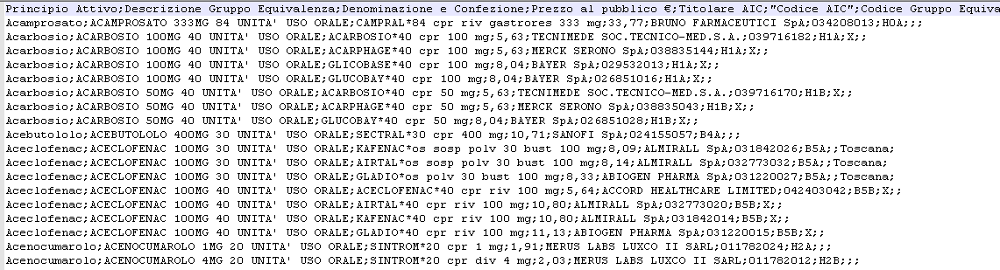 Principio Attivo;Descrizione Gruppo Equivalenza;Denominazione e Confezione;Prezzo al pubblico €;Titolare AIC;"Codice AIC";Codice Gruppo Equiva
Acamprosato;ACAMPROSATO 333MG 84 UNITA' USO ORALE;CAMPRAL*84 cpr riv gastrores 333 mg;33,77;BRUNO FARMACEUTICI SpA;034208013;H0A;;;
Acarbosio;ACARBOSIO 100MG 40 UNITA' USO ORALE;ACARBOSIO*40 cpr 100 mg;5,63;TECNIMEDE SOC.TECNICO-MED.S.A.;039716182;H1A;X;;
Acarbosio;ACARBOSIO 100MG 40 UNITA' USO ORALE;ACARPHAGE*40 cpr 100 mg;5,63;MERCK SERONO SpA;038835144;H1A;X;;
Acarbosio;ACARBOSIO 100MG 40 UNITA' USO ORALE;GLICOBASE*40 cpr 100 mg;8,04;BAYER SpA;029532013;H1A;X;;
Acarbosio;ACARBOSIO 100MG 40 UNITA' USO ORALE;GLUCOBAY*40 cpr 100 mg;8,04;BAYER SpA;026851016;H1A;X;;
Acarbosio;ACARBOSIO 50MG 40 UNITA' USO ORALE;ACARBOSIO*40 cpr 50 mg;5,63;TECNIMEDE SOC.TECNICO-MED.S.A.;039716170;H1B;X;;
Acarbosio;ACARBOSIO 50MG 40 UNITA' USO ORALE;ACARPHAGE*40 cpr 50 mg;5,63;MERCK SERONO SpA;038835043;H1B;X;;
Acarbosio;ACARBOSIO 50MG 40 UNITA' USO ORALE;GLUCOBAY*40 cpr 50 mg;8,04;BAYER SpA;026851028;H1B;X;;
Acebutololo;ACEBUTOLOLO 400MG 30 UNITA' USO ORALE;SECTRAL*30 cpr 400 mg;10,71;SANOFI SpA;024155057;B4A;;;
Aceclofenac;ACECLOFENAC 100MG 30 UNITA' USO ORALE;KAFENAC*os sosp polv 30 bust 100 mg;8,09;ALMIRALL SpA;031842026;B5A;;Toscana;
Aceclofenac;ACECLOFENAC 100MG 30 UNITA' USO ORALE;AIRTAL*os sosp polv 30 bust 100 mg;8,14;ALMIRALL SpA;032773032;B5A;;Toscana;
Aceclofenac;ACECLOFENAC 100MG 30 UNITA' USO ORALE;GLADIO*os polv 30 bust 100 mg;8,33;ABIOGEN PHARMA SpA;031220027;B5A;;Toscana;
Aceclofenac;ACECLOFENAC 100MG 40 UNITA' USO ORALE;ACECLOFENAC*40 cpr riv 100 mg;5,64;ACCORD HEALTHCARE LIMITED;042403042;B5B;X;;
Aceclofenac;ACECLOFENAC 100MG 40 UNITA' USO ORALE;AIRTAL*40 cpr riv 100 mg;10,80;ALMIRALL SpA;032773020;B5B;X;;
Aceclofenac;ACECLOFENAC 100MG 40 UNITA' USO ORALE;KAFENAC*40 cpr riv 100 mg;10,80;ALMIRALL SpA;031842014;B5B;X;;
Aceclofenac;ACECLOFENAC 100MG 40 UNITA' USO ORALE;GLADIO*40 cpr riv 100 mg;11,13;ABIOGEN PHARMA SpA;031220015;B5B;X;;
Acenocumarolo;ACENOCUMAROLO 1MG 20 UNITA' USO ORALE;SINTROM*20 cpr 1 mg;1,91;MERUS LABS LUXCO II SARL;011782024;H2A;;;
Acenocumarolo;ACENOCUMAROLO 4MG 20 UNITA' USO ORALE;SINTROM*20 cpr div 4 mg;2,03;MERUS LABS LUXCO II SARL;011782012;H2B;;;